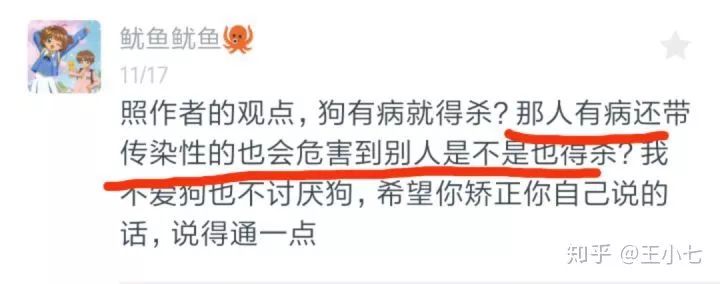 鱿鱼鱿鱼🐙
11/17
照作者的观点，狗有病就得杀？那人有病还带
传染性的也会危害到别人是不是也得杀？我
不爱狗也不讨厌狗，希望你矫正你自己说的
话，说得通一点
知乎 @王小七